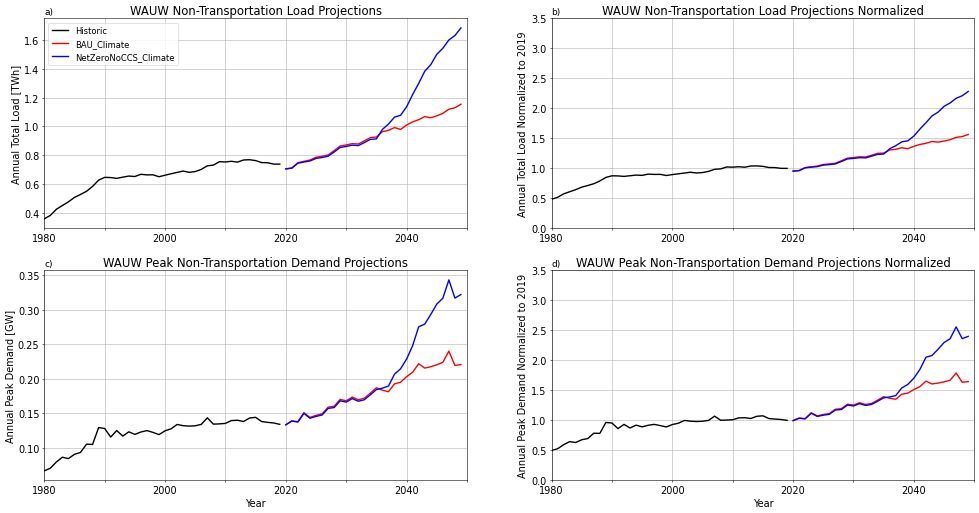 a)
WAUW Non-Transportation Load Projections
Historic
BAU_Climate
NetZeroNoCCS_Climate
Annual Total Load [TWh]
1.6
1.4
1.2
1.0
0.8
0.6
0.4
1980
2000
2020
2040
b)
WAUW Non-Transportation Load Projections Normalized
Annual Total Load Normalized to 2019
3.5
3.0
2.5
2.0
1.5
1.0
0.5
0.0
1980
2000
2020
2040
c)
WAUW Peak Non-Transportation Demand Projections
Annual Peak Demand [GW]
0.35
0.30
0.25
0.20
0.15
0.10
1980
2000
2020
2040
Year
d)
WAUW Peak Non-Transportation Demand Projections Normalized
Annual Peak Demand Normalized to 2019
3.5
3.0
2.5
2.0
1.5
1.0
0.5
0.0
1980
2000
2020
2040
Year